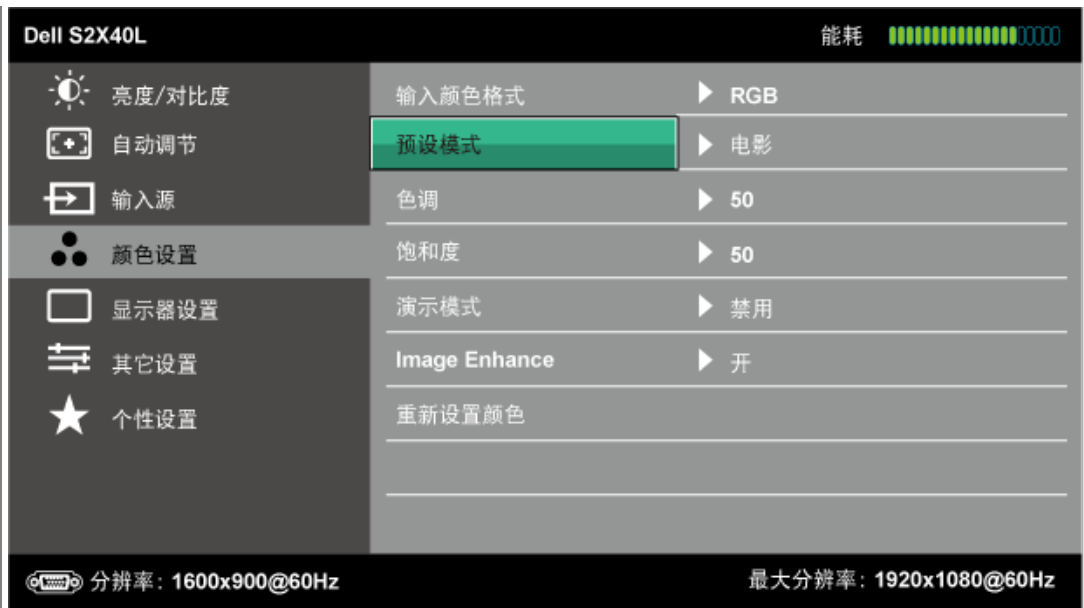 Dell S2X40L 能耗
亮度/对比度 输入颜色格式 RGB
自动调节 预设模式 电影
输入源 色调 50
颜色设置 饱和度 50
显示器设置 演示模式 禁用
其它设置 Image Enhance 开
个性设置 重新设置颜色
分辨率: 1600x900@60Hz 最大分辨率: 1920x1080@60Hz